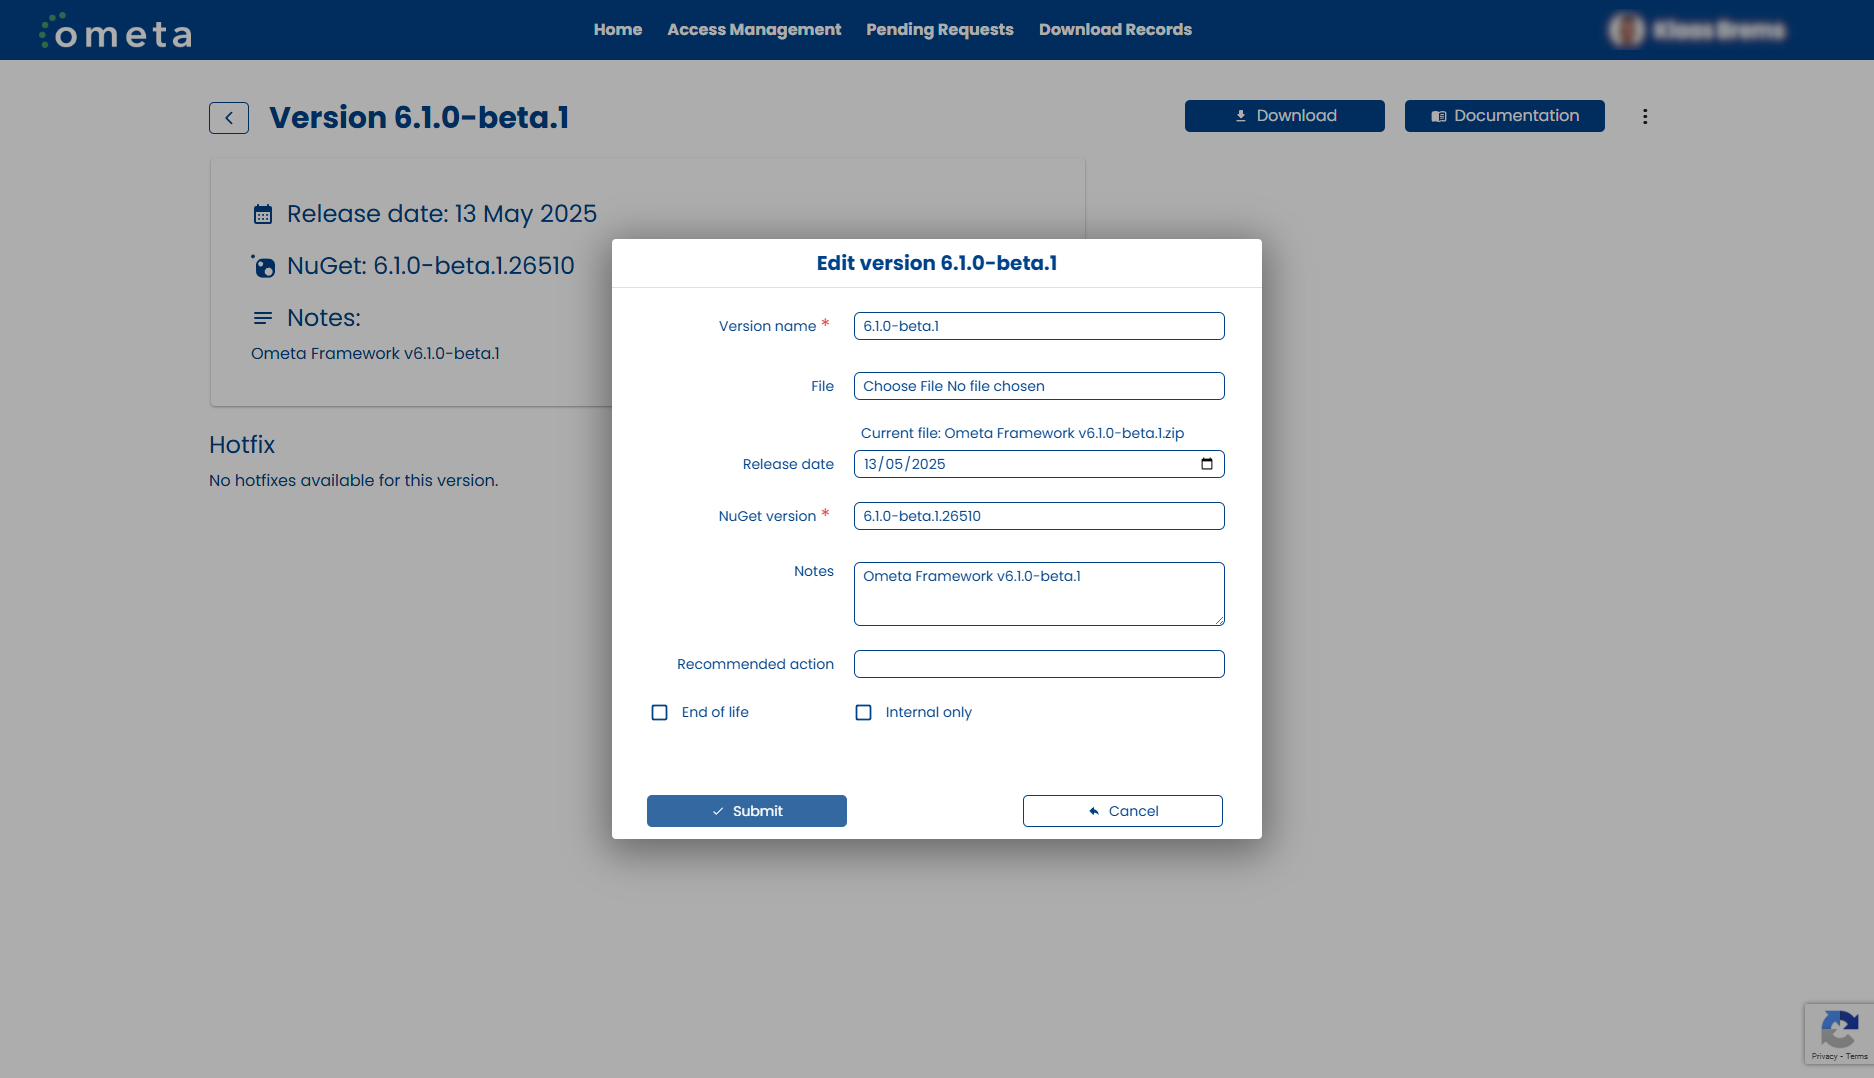 ometa
Home Access Management Pending Requests Download Records
Version 6.1.0-beta.1
Download Documentation
Release date: 13 May 2025
NuGet: 6.1.0-beta.1.26510
Notes:
Ometa Framework v6.1.0-beta.1
Hotfix
No hotfixes available for this version.
Edit version 6.1.0-beta.1
Version name * 6.1.0-beta.1
File Choose File No file chosen
Current file: Ometa Framework v6.1.0-beta.1.zip
Release date 13/05/2025
NuGet version * 6.1.0-beta.1.26510
Notes Ometa Framework v6.1.0-beta.1
Recommended action
End of life Internal only
Submit Cancel
Privacy - Terms